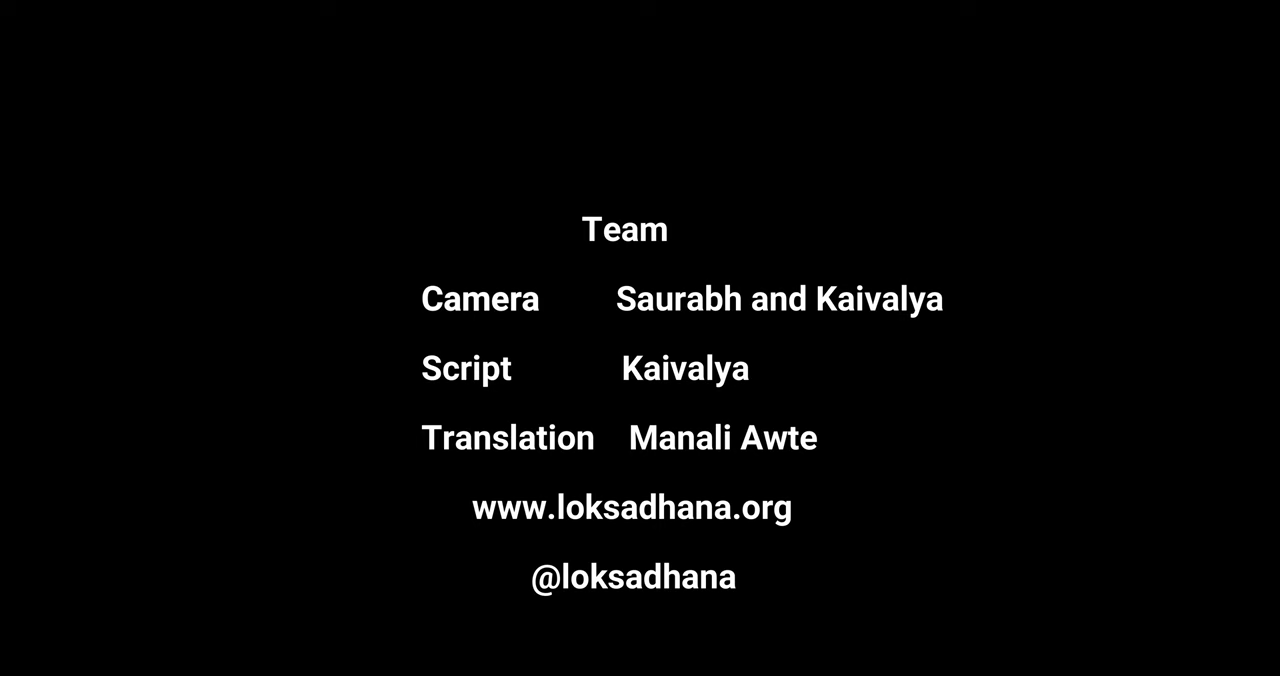 Team
Camera Saurabh and Kaivalya
Script Kaivalya
Translation Manali Awte
www.loksadhana.org
@loksadhana